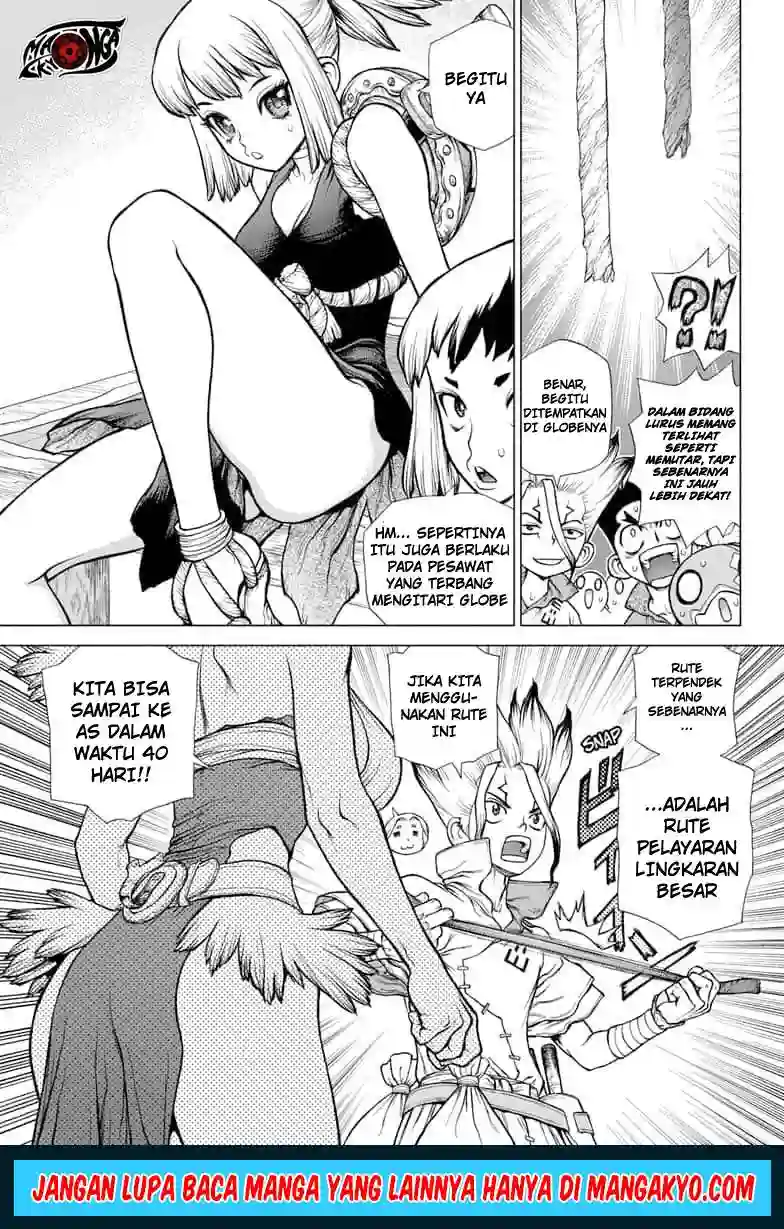 ?!
DALAM BIDANG
LURUS MEMANG
TERLIHAT
SEPERTI
MEMUTAR, TAPI
SEBENARNYA
INI JAUH
LEBIH DEKAT!
BENAR,
BEGITU
DITEMPATKAN
DI GLOBENYA
BEGITU
YA
HM... SEPERTINYA
ITU JUGA BERLAKU
PADA PESAWAT
YANG TERBANG
MENGITARI GLOBE
RUTE
TERPENDEK
YANG
SEBENARNYA
...
...ADALAH
RUTE
PELAYARAN
LINGKARAN
BESAR
SNAP
JIKA KITA
MENGGU-
NAKAN RUTE
INI
KITA BISA
SAMPAI KE
AS DALAM
WAKTU 40
HARI!!
JANGAN LUPA BACA MANGA YANG LAINNYA HANYA DI MANGAKYO.COM